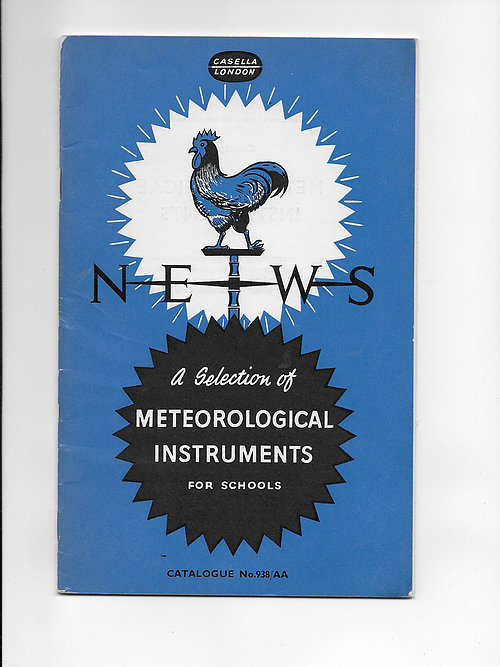 CASELLA
LONDON
N E W S
A Selection of
METEOROLOGICAL
INSTRUMENTS
FOR SCHOOLS
CATALOGUE No.938/AA